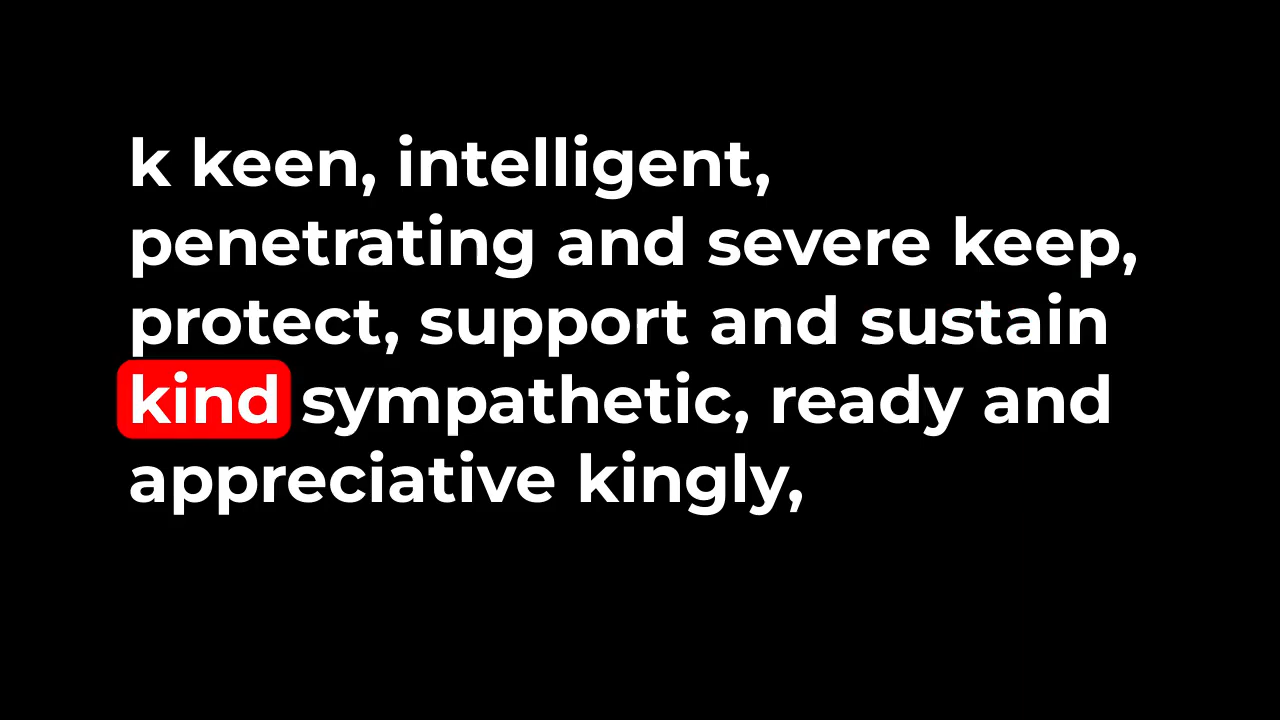 k keen, intelligent,
penetrating and severe keep,
protect, support and sustain
kind sympathetic, ready and
appreciative kingly,